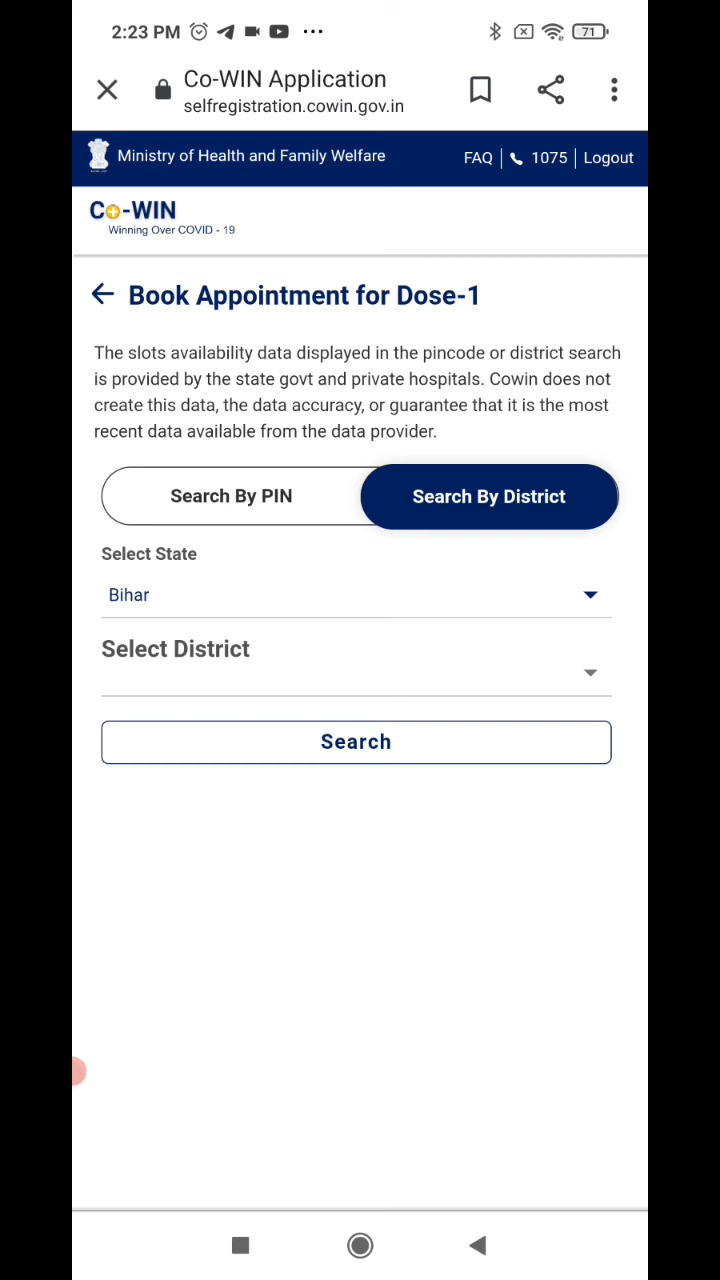 2:23 PM
71
Co-WIN Application
selfregistration.cowin.gov.in
Ministry of Health and Family Welfare
FAQ | 1075 | Logout
Co-WIN
Winning Over COVID - 19
Book Appointment for Dose-1
The slots availability data displayed in the pincode or district search
is provided by the state govt and private hospitals. Cowin does not
create this data, the data accuracy, or guarantee that it is the most
recent data available from the data provider.
Search By PIN
Search By District
Select State
Bihar
Select District
Search